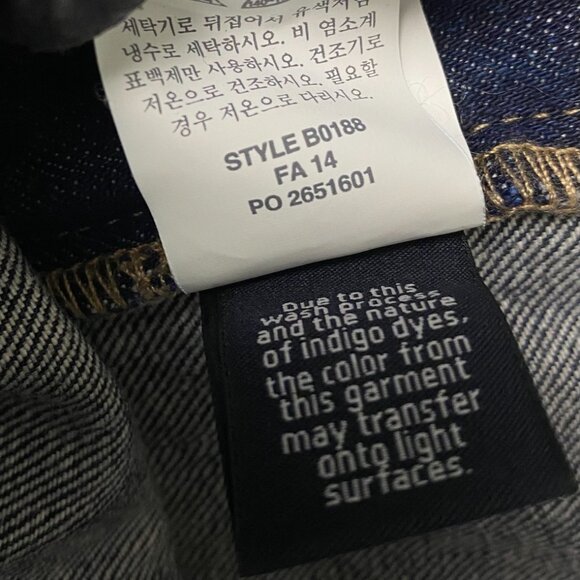 세탁기로 뒤집어서 유색처럼
냉수로 세탁하시오. 비 염소계
표백제만 사용하시오. 건조기로
저온으로 건조하시오. 필요할
경우 저온으로 다리시오.
STYLE B0188
FA 14
PO 2651601
Due to this
wash process
and the nature
of indigo dyes,
the color from
this garment
may transfer
onto light
surfaces.